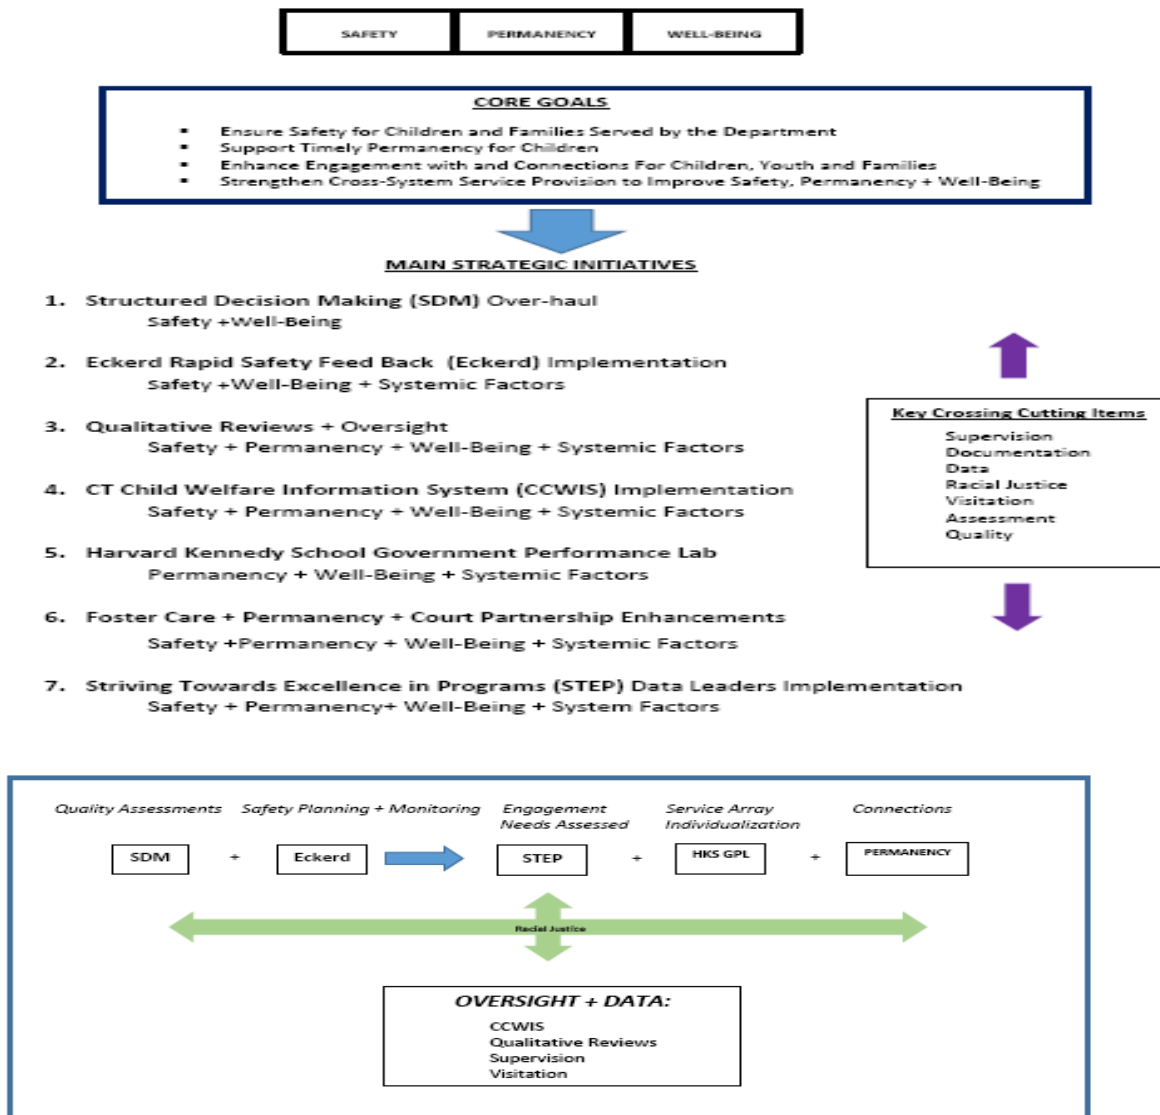 SAFETY PERMANENCY WELL-BEING
CORE GOALS
▪ Ensure Safety for Children and Families Served by the Department
▪ Support Timely Permanency for Children
▪ Enhance Engagement with and Connections For Children, Youth and Families
▪ Strengthen Cross-System Service Provision to Improve Safety, Permanency + Well-Being
MAIN STRATEGIC INITIATIVES
1. Structured Decision Making (SDM) Over-haul
Safety +Well-Being
2. Eckerd Rapid Safety Feed Back (Eckerd) Implementation
Safety +Well-Being + Systemic Factors
3. Qualitative Reviews + Oversight
Safety + Permanency + Well-Being + Systemic Factors
4. CT Child Welfare Information System (CCWIS) Implementation
Safety + Permanency + Well-Being + Systemic Factors
5. Harvard Kennedy School Government Performance Lab
Permanency + Well-Being + Systemic Factors
6. Foster Care + Permanency + Court Partnership Enhancements
Safety +Permanency + Well-Being + Systemic Factors
7. Striving Towards Excellence in Programs (STEP) Data Leaders Implementation
Safety + Permanency+ Well-Being + System Factors
Key Crossing Cutting Items
Supervision
Documentation
Data
Racial Justice
Visitation
Assessment
Quality
Quality Assessments
Safety Planning + Monitoring
Engagement
Needs Assessed
Service Array
Individualization
Connections
SDM + Eckerd STEP + HKS GPL + PERMANENCY
Racial Justice
OVERSIGHT + DATA:
CCWIS
Qualitative Reviews
Supervision
Visitation